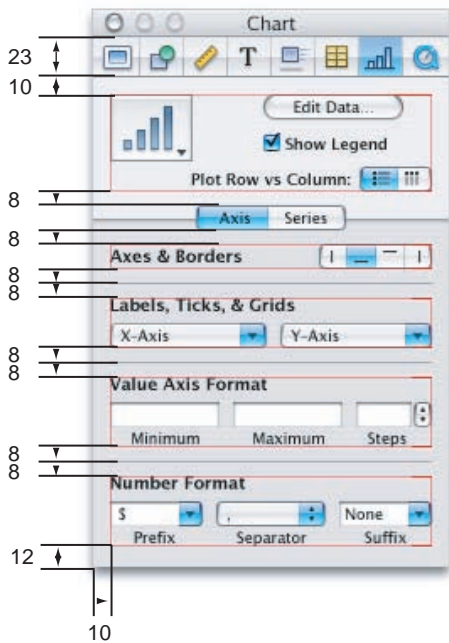 Chart
23
T
10
Edit Data...
Show Legend
Plot Row vs Column:
8
Axis Series
8
Axes & Borders
8
8
Labels, Ticks, & Grids
X-Axis Y-Axis
8
8
Value Axis Format
Minimum Maximum Steps
8
8
Number Format
$ , None
Prefix Separator Suffix
12
10